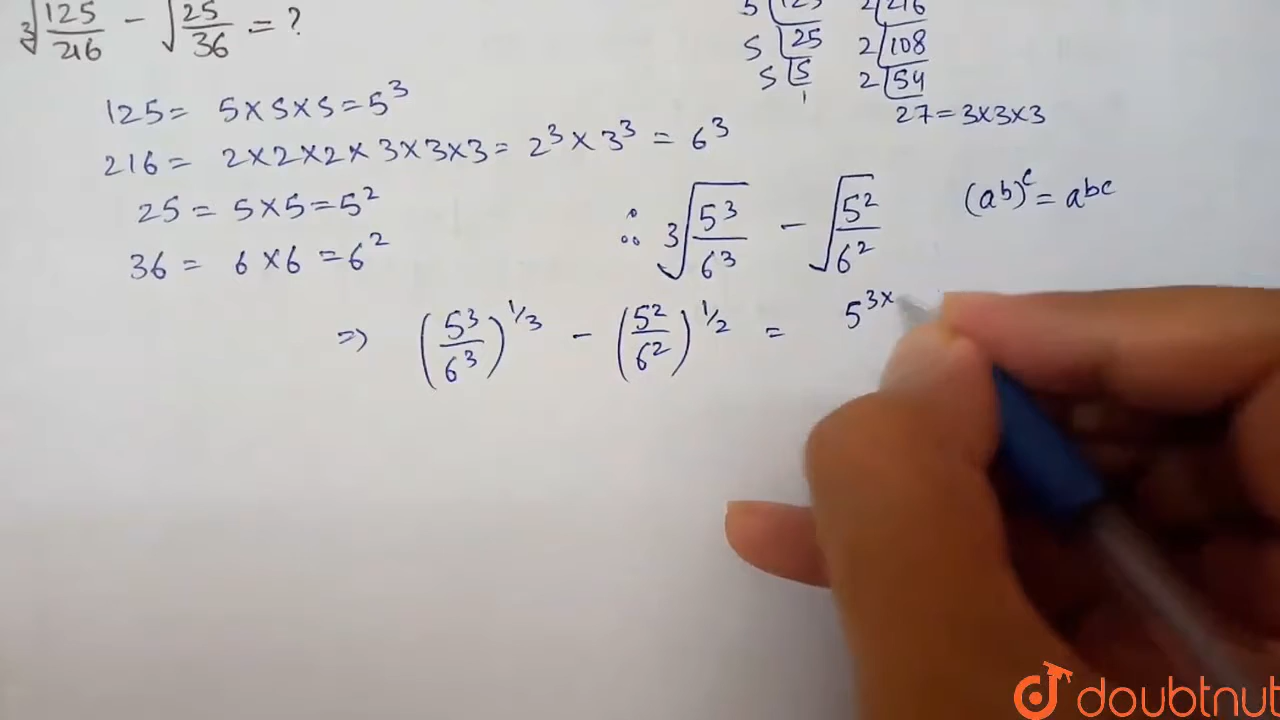 ∛(125/216) − √(25/36) = ?
5 | 125   2 | 216
5 | 25   2 | 108
5 | 5   2 | 54
1   27 = 3×3×3
125 = 5×5×5 = 5³
216 = 2×2×2×3×3×3 = 2³×3³ = 6³
25 = 5×5 = 5²
36 = 6×6 = 6²
∴ ∛(5³/6³) − √(5²/6²)   (aᵇ)ᶜ = aᵇᶜ
⇒ (5³/6³)^1/3 − (5²/6²)^1/2 = 5^3×
doubtnut